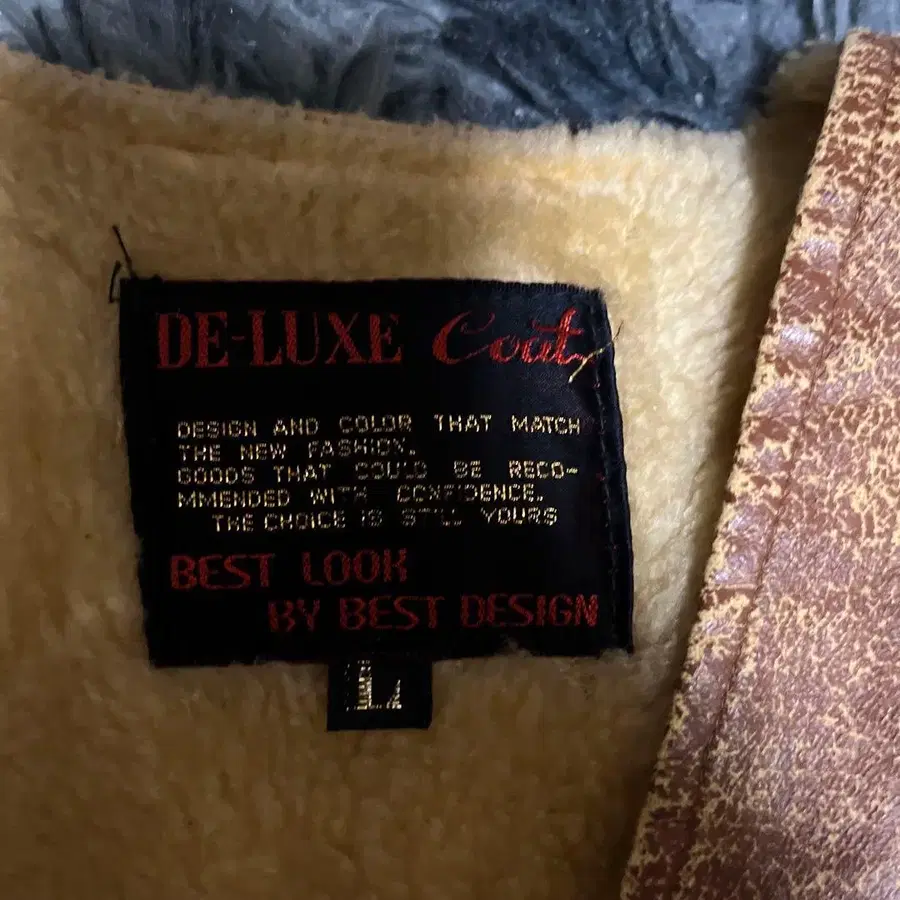 DE-LUXE Coat
DESIGN AND COLOR THAT MATCH
THE NEW FASHION.
GOODS THAT COULD BE RECO-
MMENDED WITH CONFIDENCE.
THE CHOICE IS STILL YOURS
BEST LOOK
BY BEST DESIGN
L